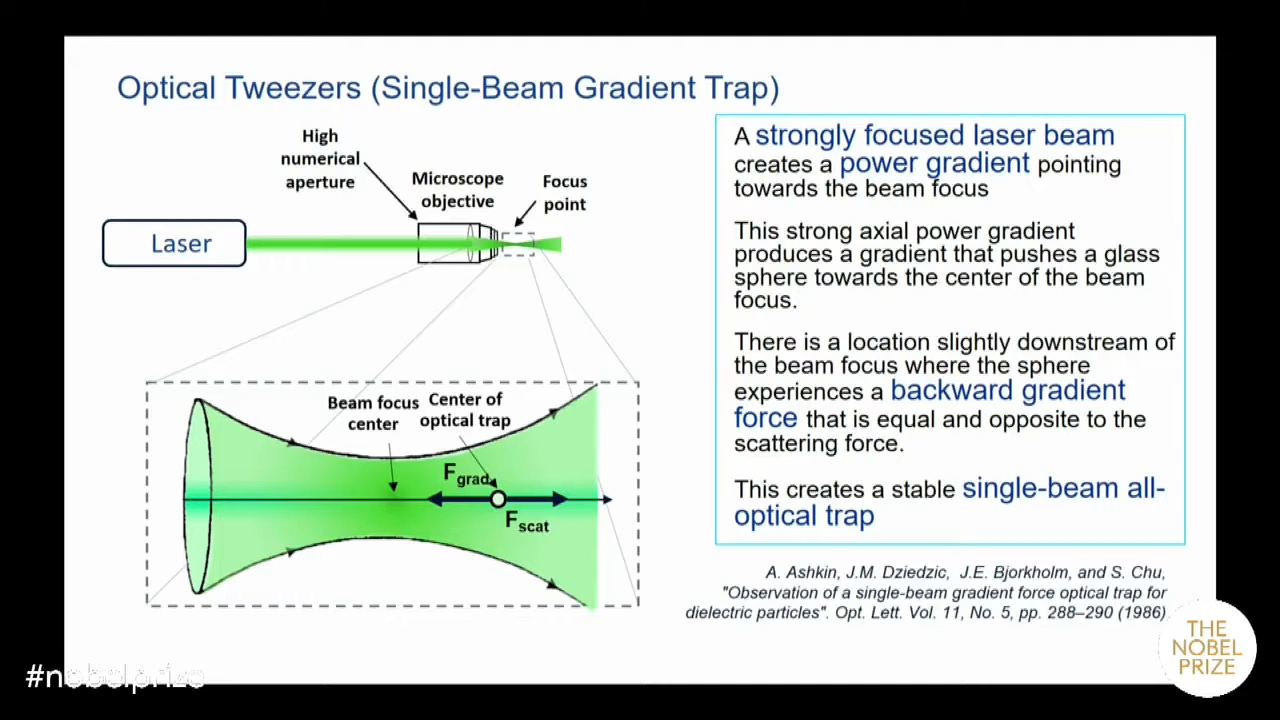 Optical Tweezers (Single-Beam Gradient Trap)
High
numerical
aperture
Microscope
objective
Focus
point
Laser
Beam focus
center
Center of
optical trap
Fgrad
Fscat
A strongly focused laser beam
creates a power gradient pointing
towards the beam focus
This strong axial power gradient
produces a gradient that pushes a glass
sphere towards the center of the beam
focus.
There is a location slightly downstream of
the beam focus where the sphere
experiences a backward gradient
force that is equal and opposite to the
scattering force.
This creates a stable single-beam all-
optical trap
A. Ashkin, J.M. Dziedzic, J.E. Bjorkholm, and S. Chu,
"Observation of a single-beam gradient force optical trap for
dielectric particles". Opt. Lett. Vol. 11, No. 5, pp. 288–290 (1986).
THE
NOBEL
PRIZE
#nobelprize